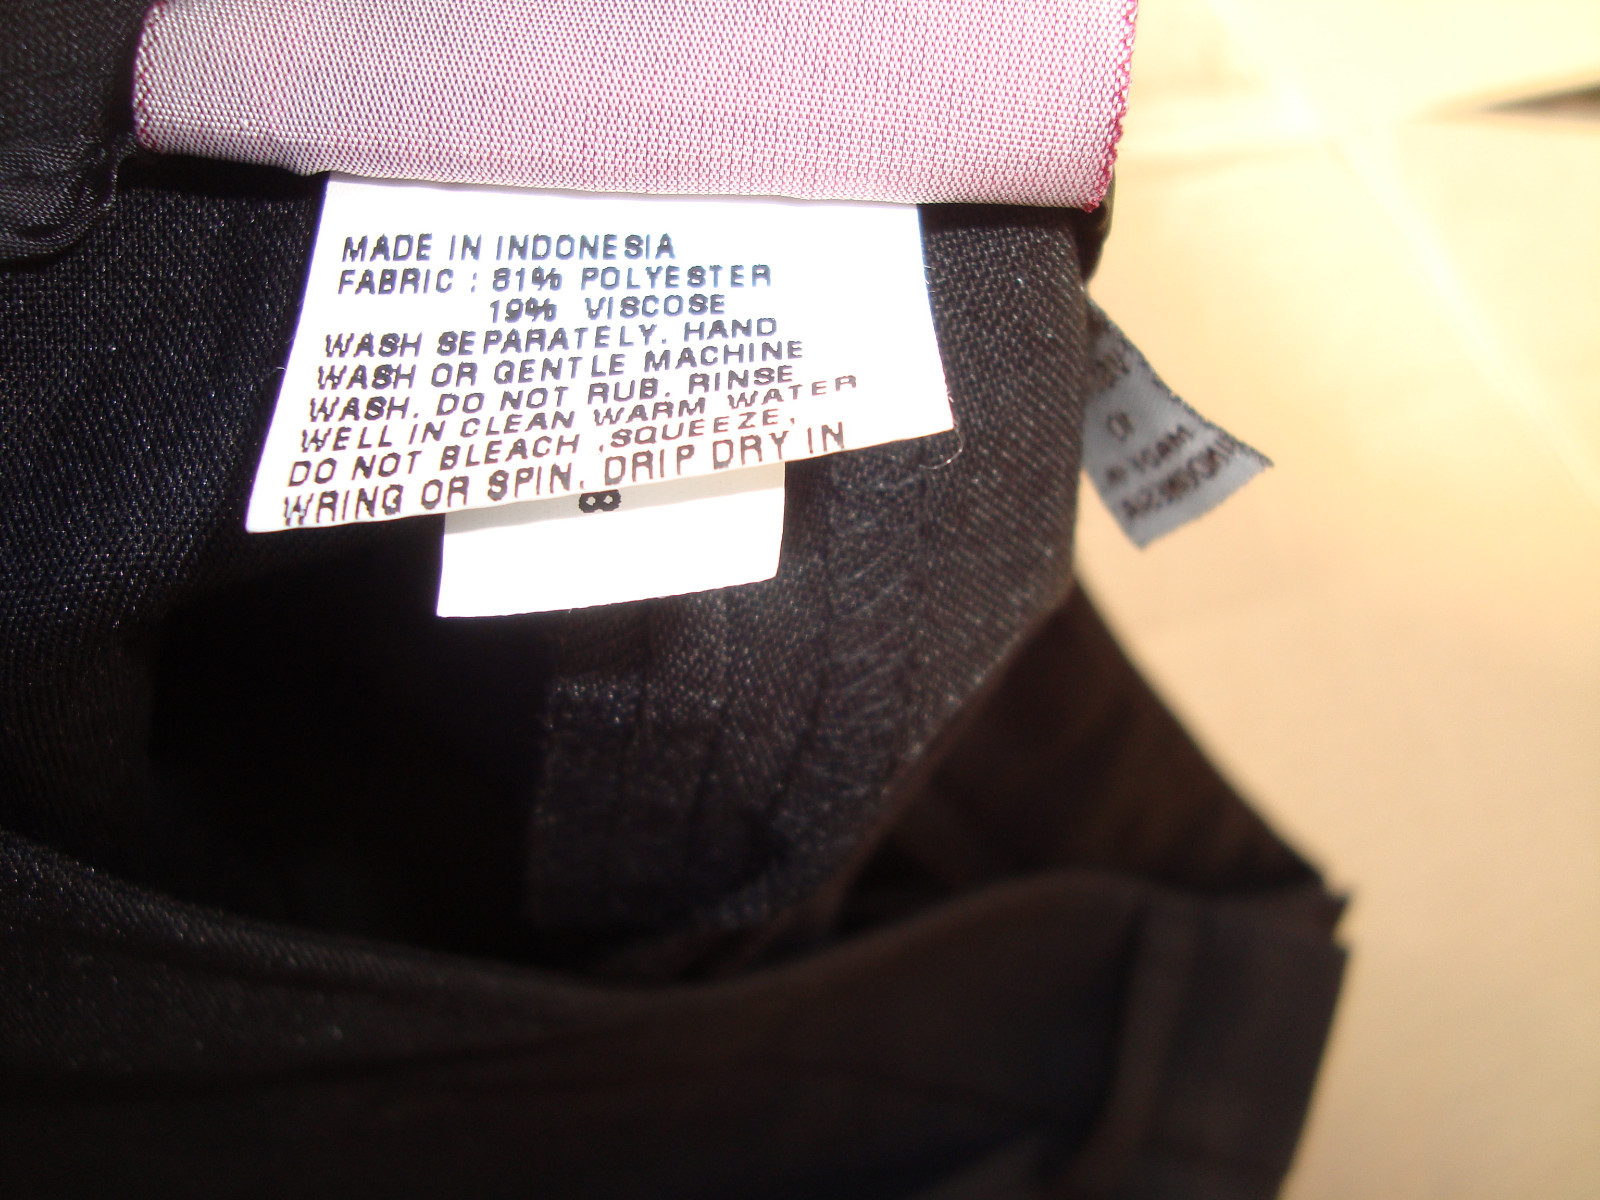 MADE IN INDONESIA
FABRIC : 81% POLYESTER
19% VISCOSE
WASH SEPARATELY. HAND
WASH OR GENTLE MACHINE
WASH. DO NOT RUB. RINSE
WELL IN CLEAN WARM WATER
DO NOT BLEACH ,SQUEEZE,
WRING OR SPIN. DRIP DRY IN
8